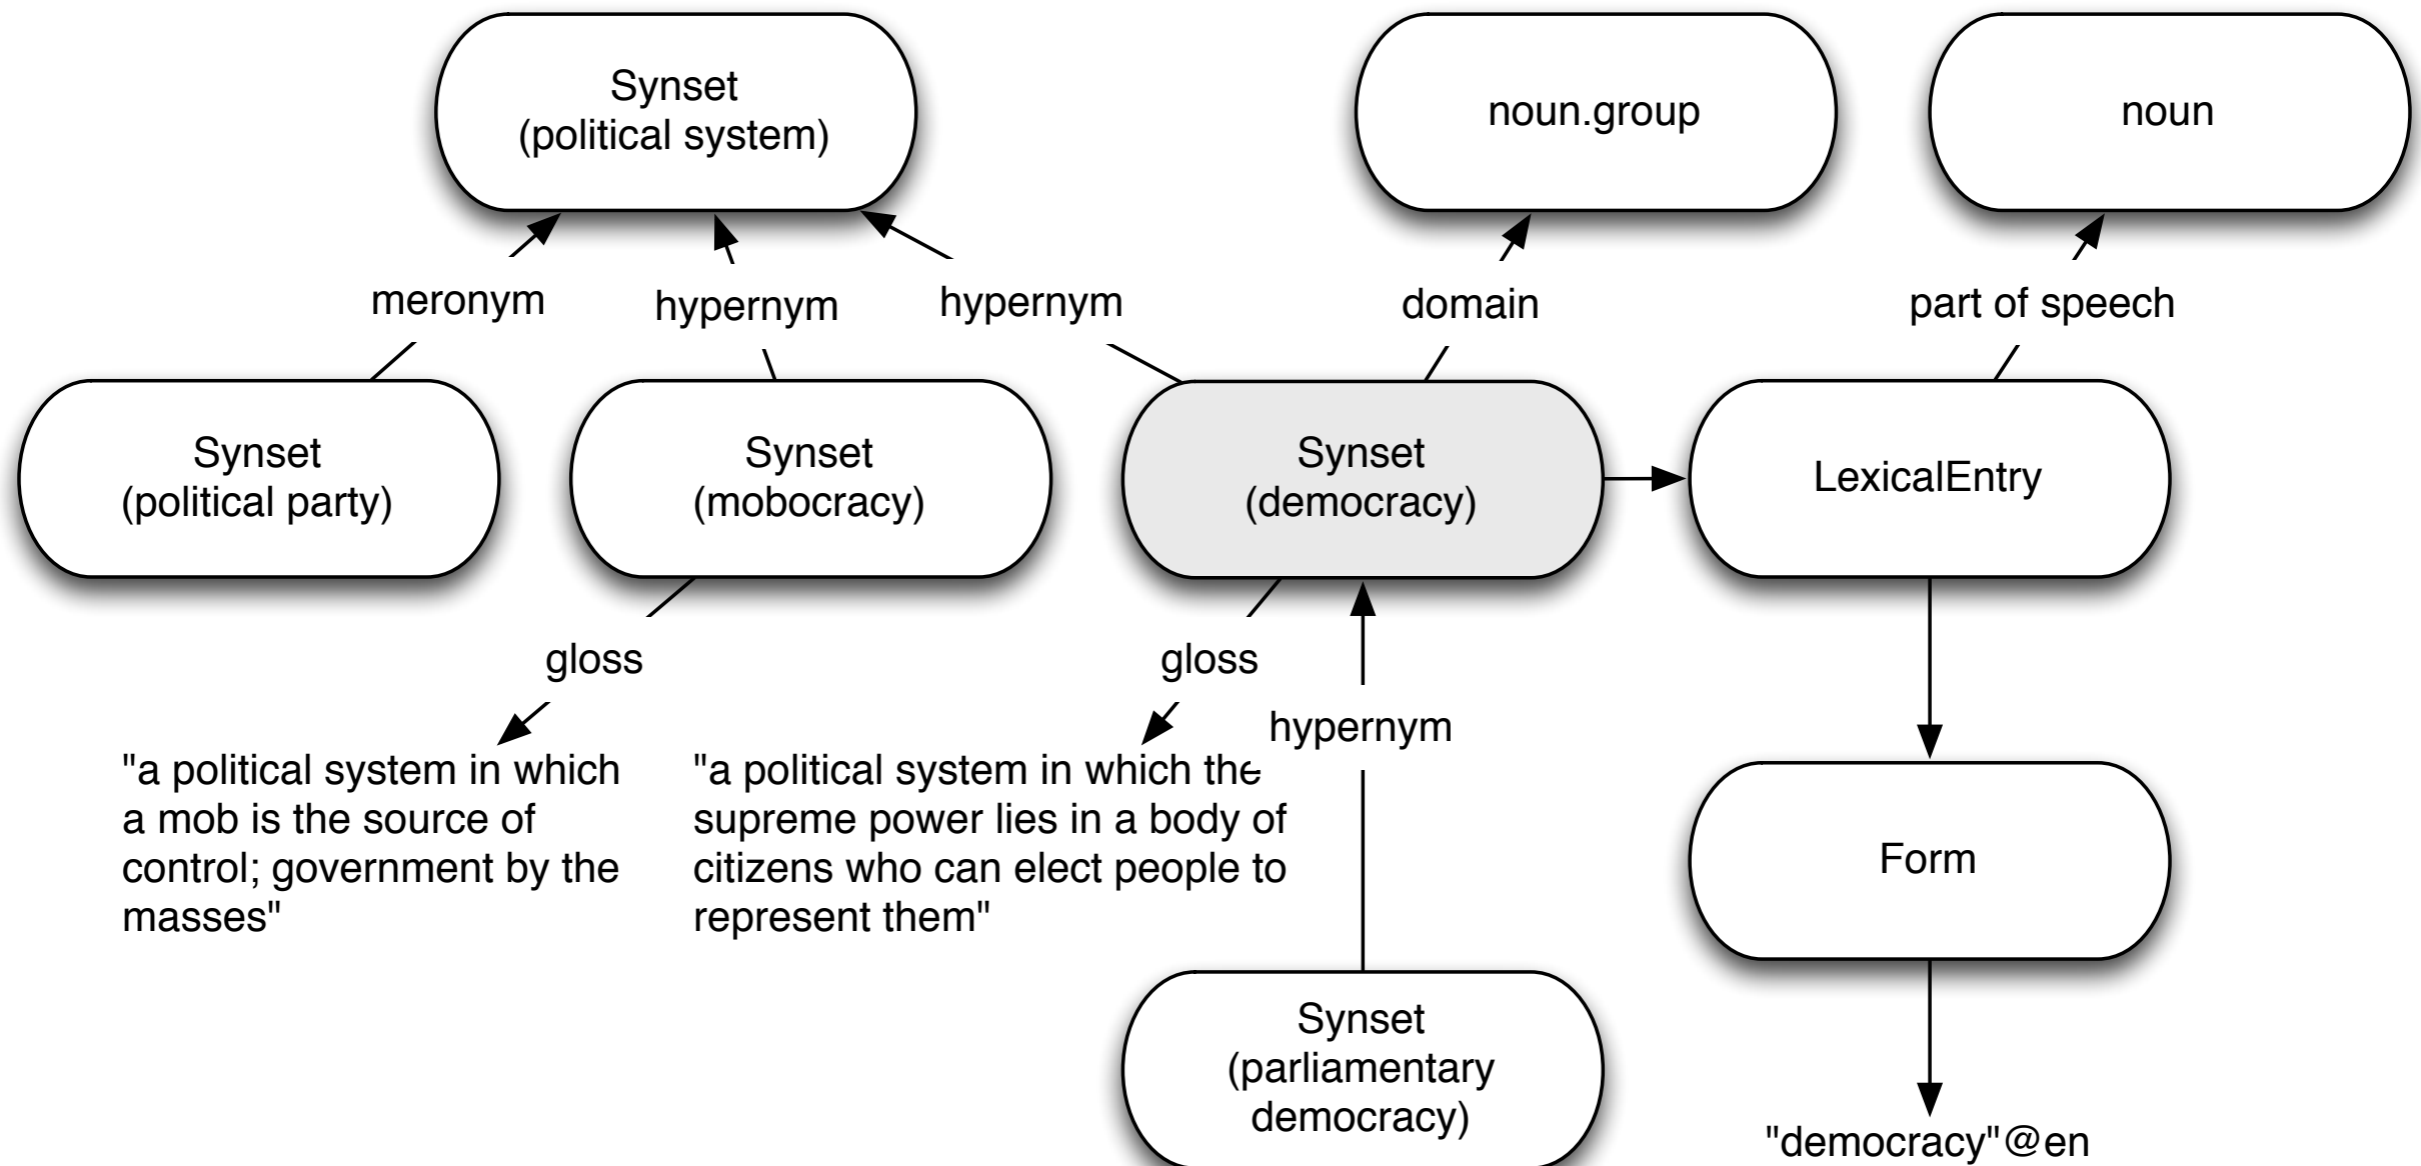 Synset
(political system)
noun.group
noun
meronym
hypernym
hypernym
domain
part of speech
Synset
(political party)
Synset
(mobocracy)
Synset
(democracy)
LexicalEntry
gloss
gloss
hypernym
"a political system in which
a mob is the source of
control; government by the
masses"
"a political system in which the
supreme power lies in a body of
citizens who can elect people to
represent them"
Form
Synset
(parliamentary
democracy)
"democracy"@en